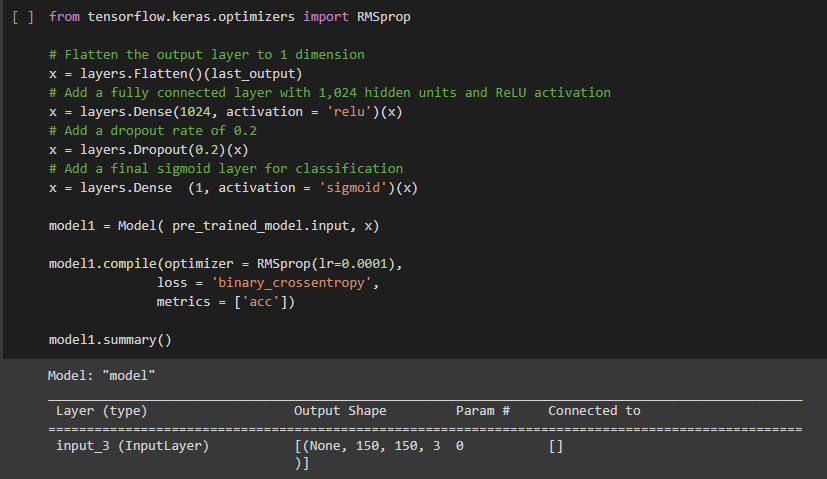 [ ] from tensorflow.keras.optimizers import RMSprop
# Flatten the output layer to 1 dimension
x = layers.Flatten()(last_output)
# Add a fully connected layer with 1,024 hidden units and ReLU activation
x = layers.Dense(1024, activation = 'relu')(x)
# Add a dropout rate of 0.2
x = layers.Dropout(0.2)(x)
# Add a final sigmoid layer for classification
x = layers.Dense  (1, activation = 'sigmoid')(x)
model1 = Model( pre_trained_model.input, x)
model1.compile(optimizer = RMSprop(lr=0.0001),
loss = 'binary_crossentropy',
metrics = ['acc'])
model1.summary()
Model: "model"
Layer (type) Output Shape Param # Connected to
input_3 (InputLayer) [(None, 150, 150, 3 0 []
)]